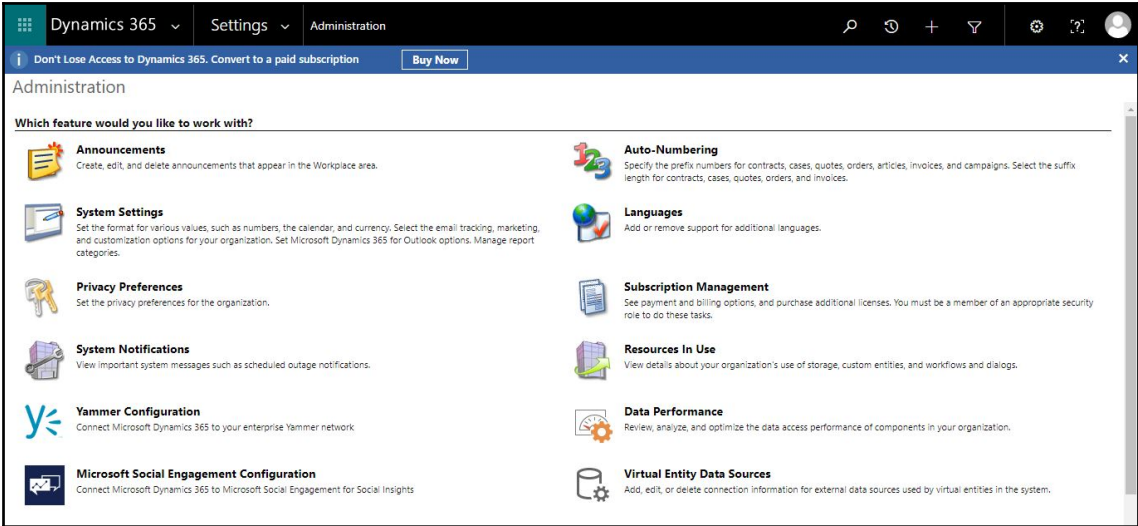 Dynamics 365
Settings
Administration
Don't Lose Access to Dynamics 365. Convert to a paid subscription
Buy Now
Administration
Which feature would you like to work with?
Announcements
Create, edit, and delete announcements that appear in the Workplace area.
Auto-Numbering
Specify the prefix numbers for contracts, cases, quotes, orders, articles, invoices, and campaigns. Select the suffix
length for contracts, cases, quotes, orders, and invoices.
System Settings
Set the format for various values, such as numbers, the calendar, and currency. Select the email tracking, marketing,
and customization options for your organization. Set Microsoft Dynamics 365 for Outlook options. Manage report
categories.
Languages
Add or remove support for additional languages.
Privacy Preferences
Set the privacy preferences for the organization.
Subscription Management
See payment and billing options, and purchase additional licenses. You must be a member of an appropriate security
role to do these tasks.
System Notifications
View important system messages such as scheduled outage notifications.
Resources In Use
View details about your organization's use of storage, custom entities, and workflows and dialogs.
Yammer Configuration
Connect Microsoft Dynamics 365 to your enterprise Yammer network
Data Performance
Review, analyze, and optimize the data access performance of components in your organization.
Microsoft Social Engagement Configuration
Connect Microsoft Dynamics 365 to Microsoft Social Engagement for Social Insights
Virtual Entity Data Sources
Add, edit, or delete connection information for external data sources used by virtual entities in the system.